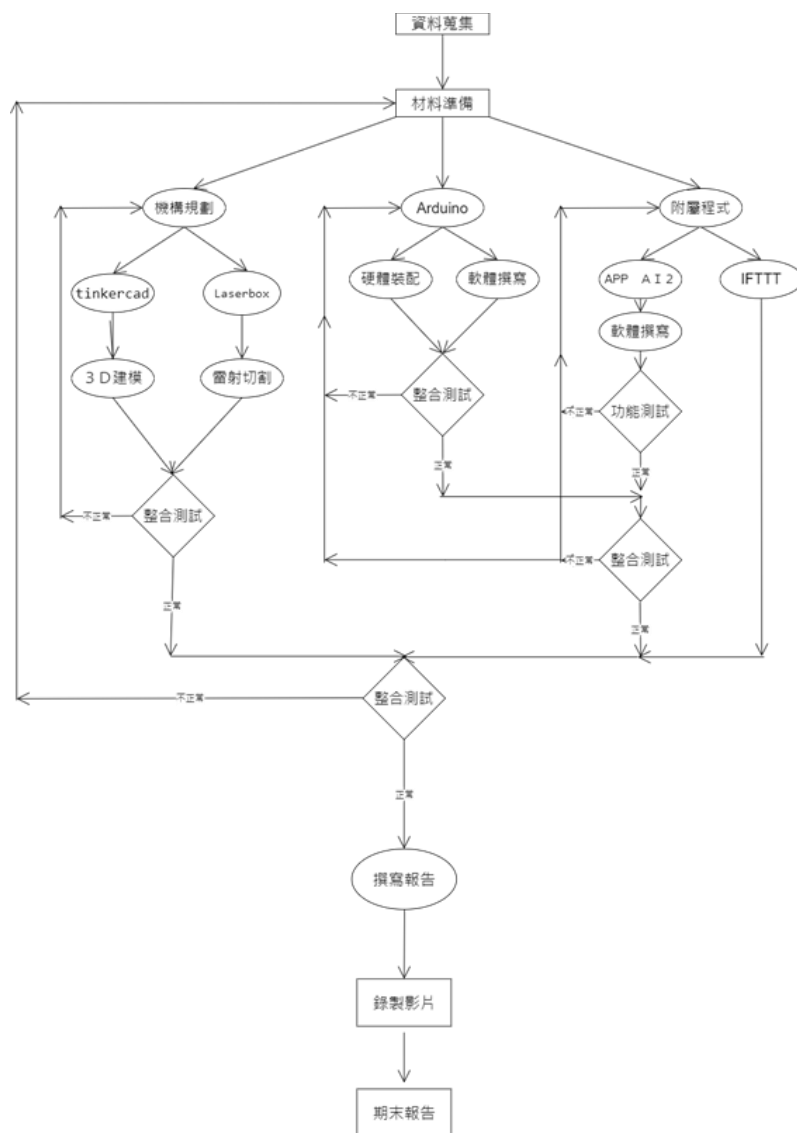 資料蒐集
材料準備
機構規劃
Arduino
附屬程式
tinkercad
Laserbox
硬體裝配
軟體撰寫
APP AI2
IFTTT
軟體撰寫
3D建模
雷射切割
整合測試
不正常
功能測試
不正常
正常
正常
整合測試
不正常
整合測試
不正常
正常
正常
整合測試
不正常
正常
撰寫報告
錄製影片
期末報告